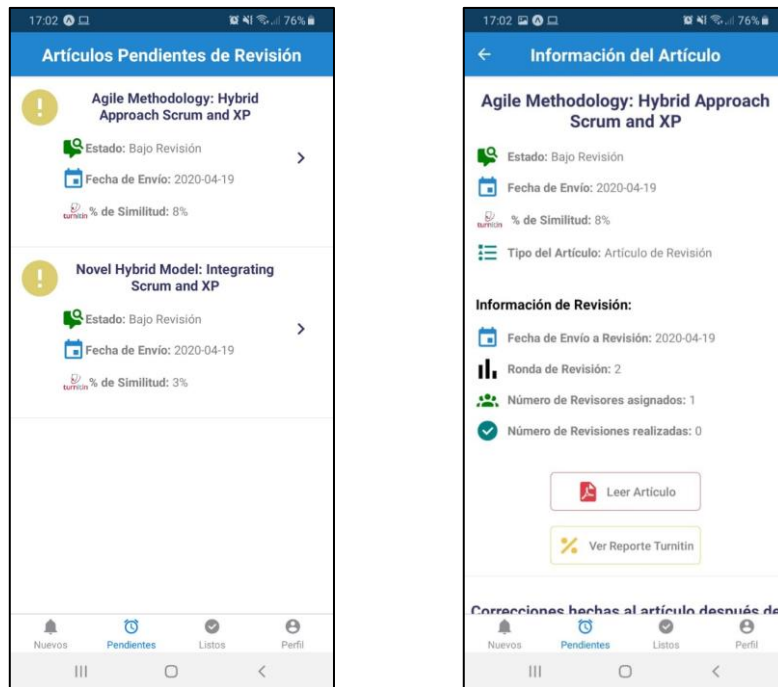 17:02
76%
Artículos Pendientes de Revisión
Agile Methodology: Hybrid
Approach Scrum and XP
Estado: Bajo Revisión
Fecha de Envío: 2020-04-19
turnitin % de Similitud: 8%
Novel Hybrid Model: Integrating
Scrum and XP
Estado: Bajo Revisión
Fecha de Envío: 2020-04-19
turnitin % de Similitud: 3%
Nuevos Pendientes Listos Perfil
17:02
76%
Información del Artículo
Agile Methodology: Hybrid Approach
Scrum and XP
Estado: Bajo Revisión
Fecha de Envío: 2020-04-19
turnitin % de Similitud: 8%
Tipo del Artículo: Artículo de Revisión
Información de Revisión:
Fecha de Envío a Revisión: 2020-04-19
Ronda de Revisión: 2
Número de Revisores asignados: 1
Número de Revisiones realizadas: 0
Leer Artículo
% Ver Reporte Turnitin
Correcciones hechas al artículo después de
Nuevos Pendientes Listos Perfil